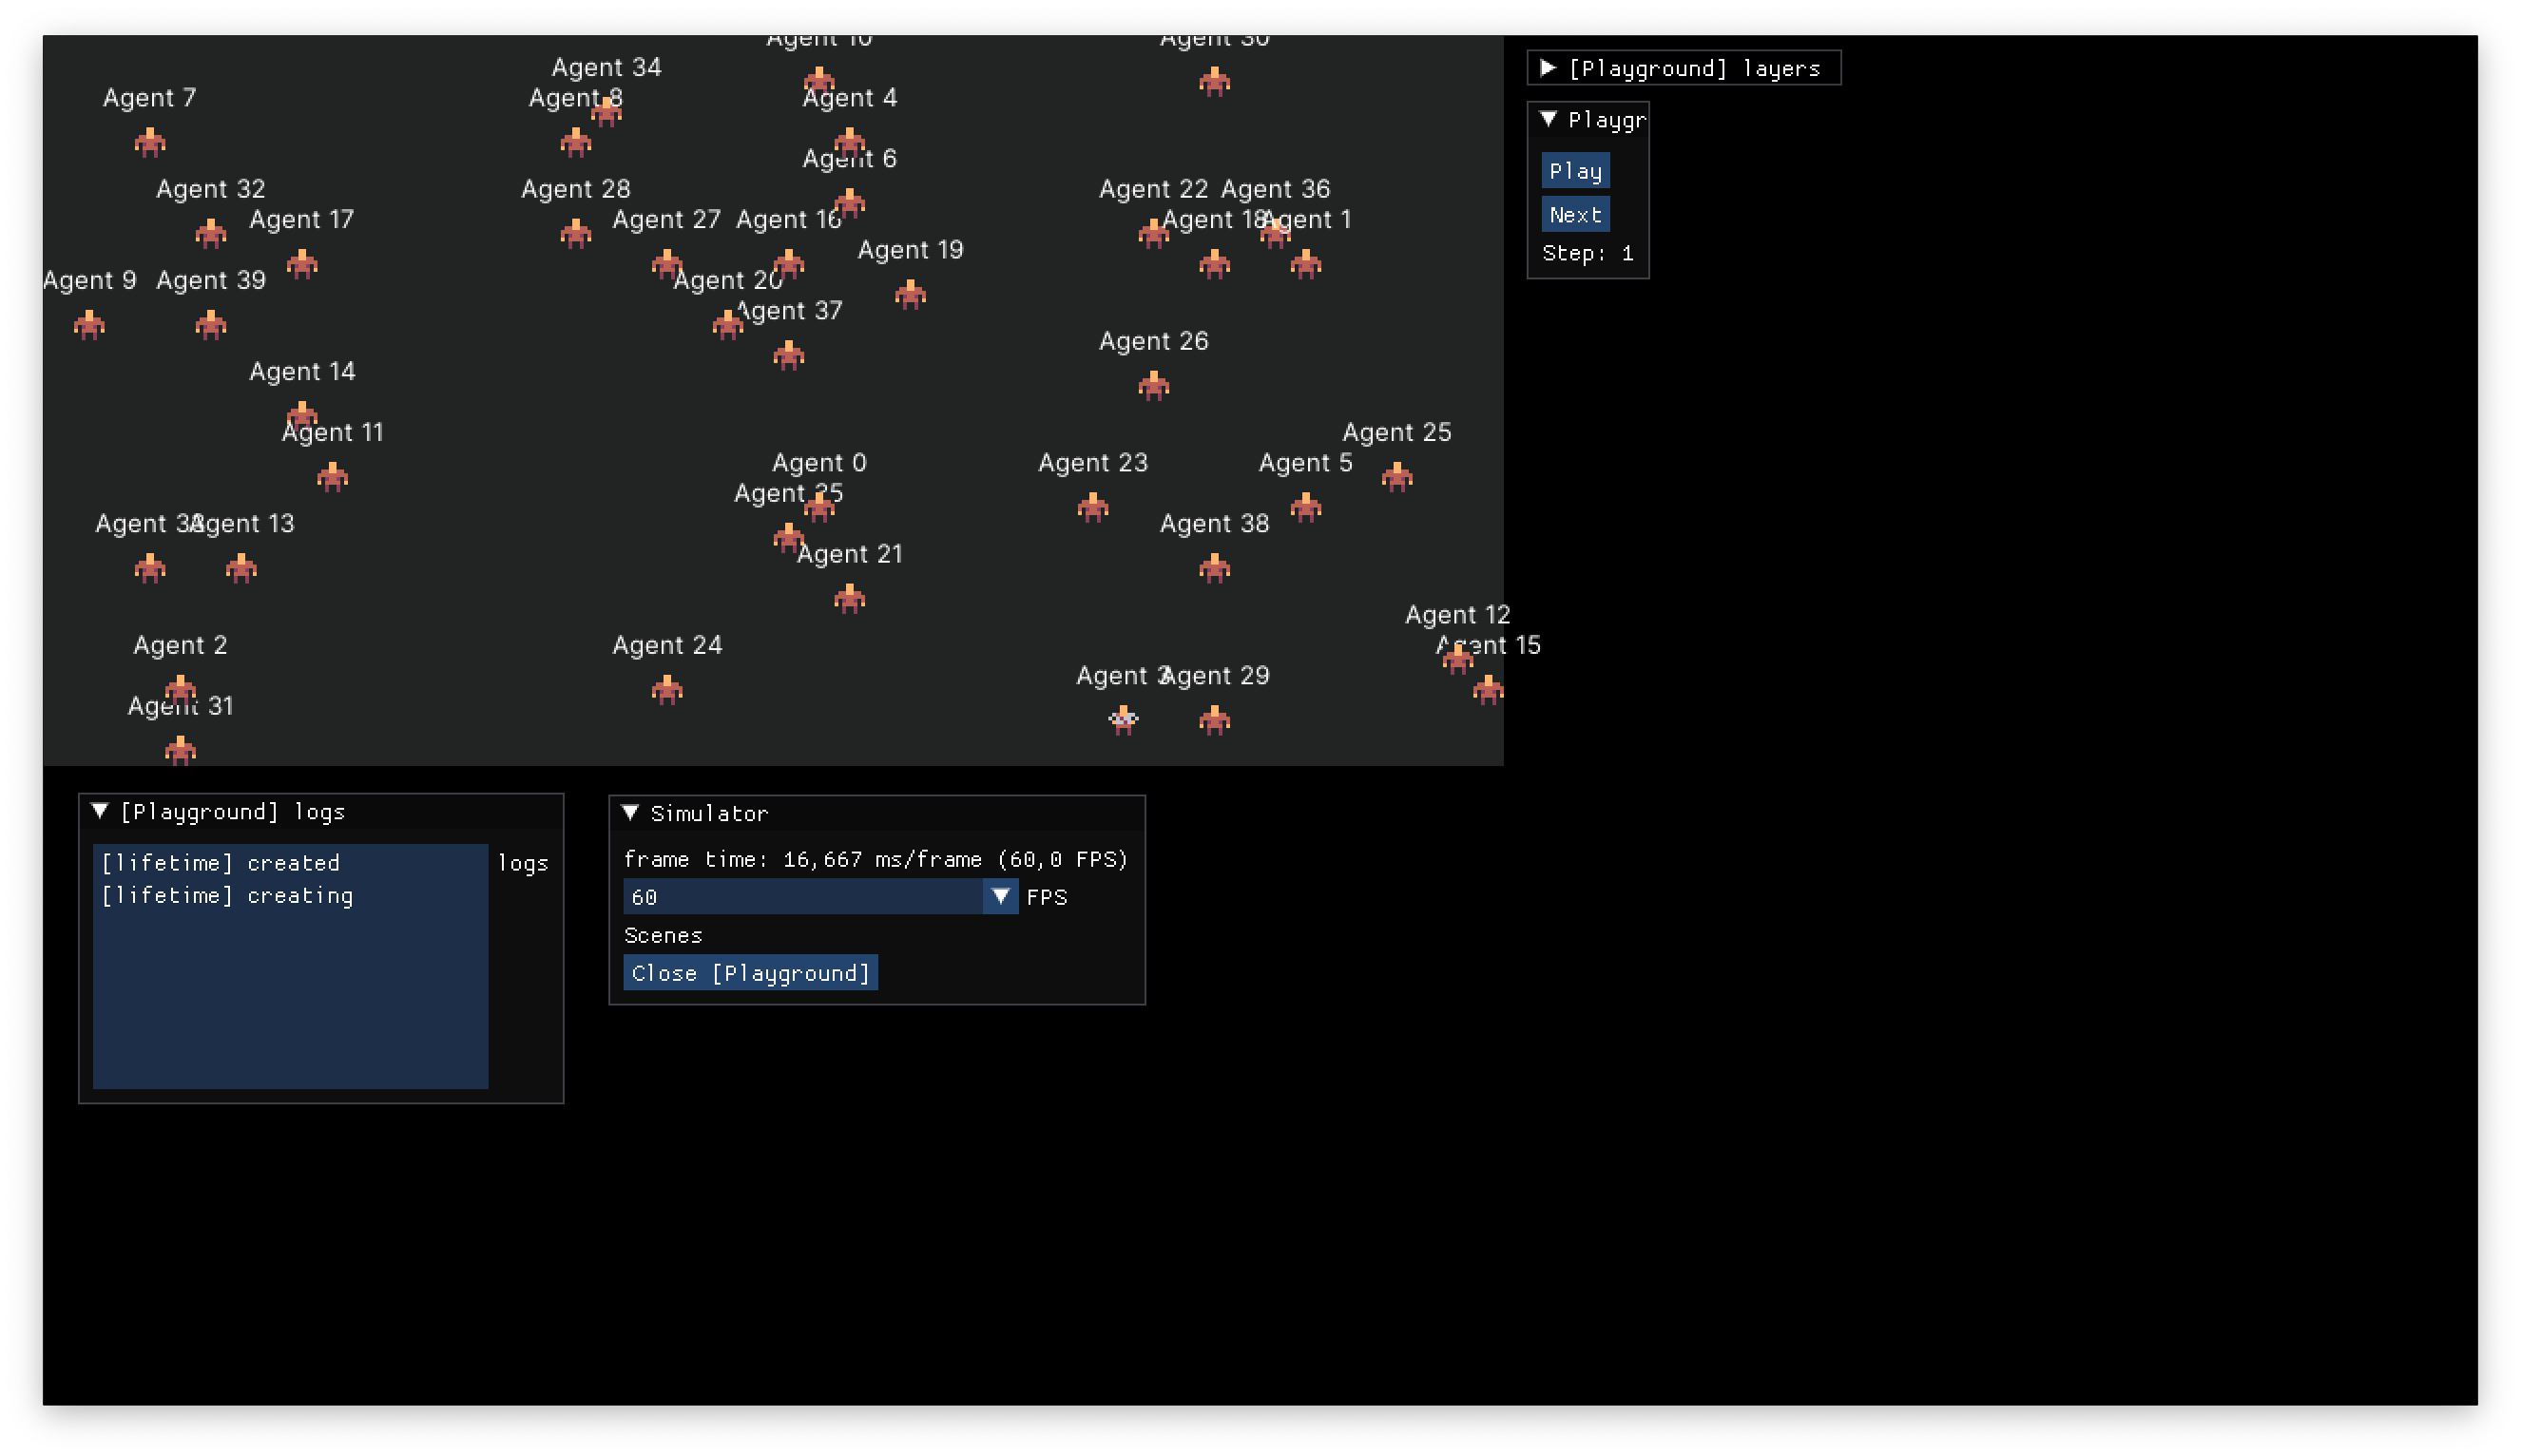 Agent 10
Agent 30
Agent 34
Agent 7
Agent 8
Agent 4
Agent 6
Agent 32
Agent 28
Agent 22
Agent 36
Agent 17
Agent 27
Agent 16
Agent 18
Agent 1
Agent 19
Agent 9
Agent 39
Agent 20
Agent 37
Agent 26
Agent 14
Agent 11
Agent 25
Agent 0
Agent 23
Agent 5
Agent 35
Agent
Agent 13
Agent 38
Agent 21
Agent 12
Agent 2
Agent 24
Agent 15
Agent 3
Agent 29
Agent 31
[Playground] layers
Playgr
Play
Next
Step: 1
[Playground] logs
[lifetime] created
[lifetime] creating
logs
Simulator
frame time: 16,667 ms/frame (60,0 FPS)
60
FPS
Scenes
Close [Playground]